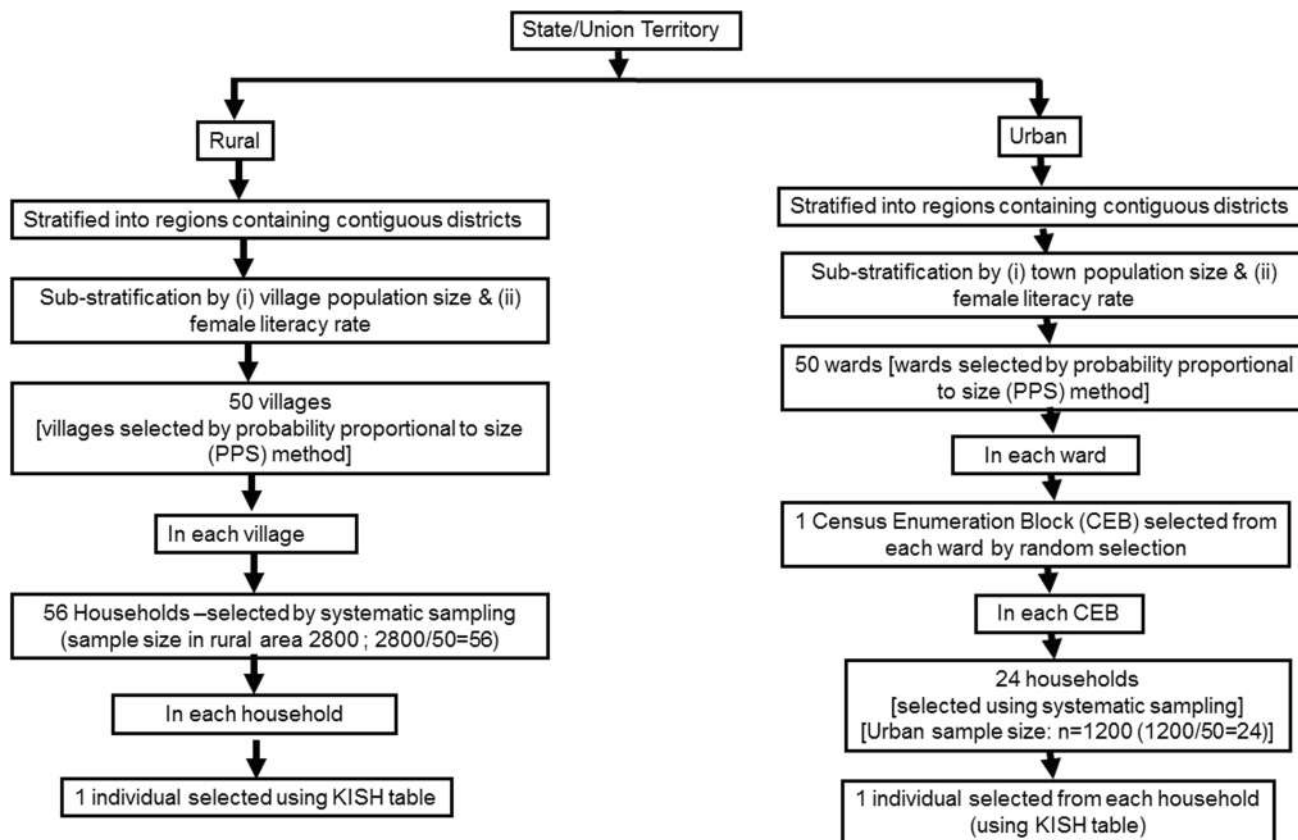 State/Union Territory
Rural
Stratified into regions containing contiguous districts
Sub-stratification by (i) village population size & (ii)
female literacy rate
50 villages
[villages selected by probability proportional to size
(PPS) method]
In each village
56 Households –selected by systematic sampling
(sample size in rural area 2800 ; 2800/50=56)
In each household
1 individual selected using KISH table
Urban
Stratified into regions containing contiguous districts
Sub-stratification by (i) town population size & (ii)
female literacy rate
50 wards [wards selected by probability proportional
to size (PPS) method]
In each ward
1 Census Enumeration Block (CEB) selected from
each ward by random selection
In each CEB
24 households
[selected using systematic sampling]
[Urban sample size: n=1200 (1200/50=24)]
1 individual selected from each household
(using KISH table)